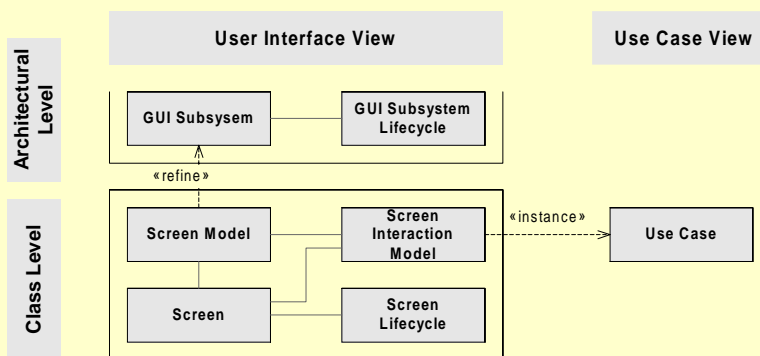 User Interface View
Use Case View
Architectural
Level
GUI Subsysem
GUI Subsystem
Lifecycle
«refine»
Class Level
Screen Model
Screen
Interaction
Model
«instance»
Use Case
Screen
Screen
Lifecycle